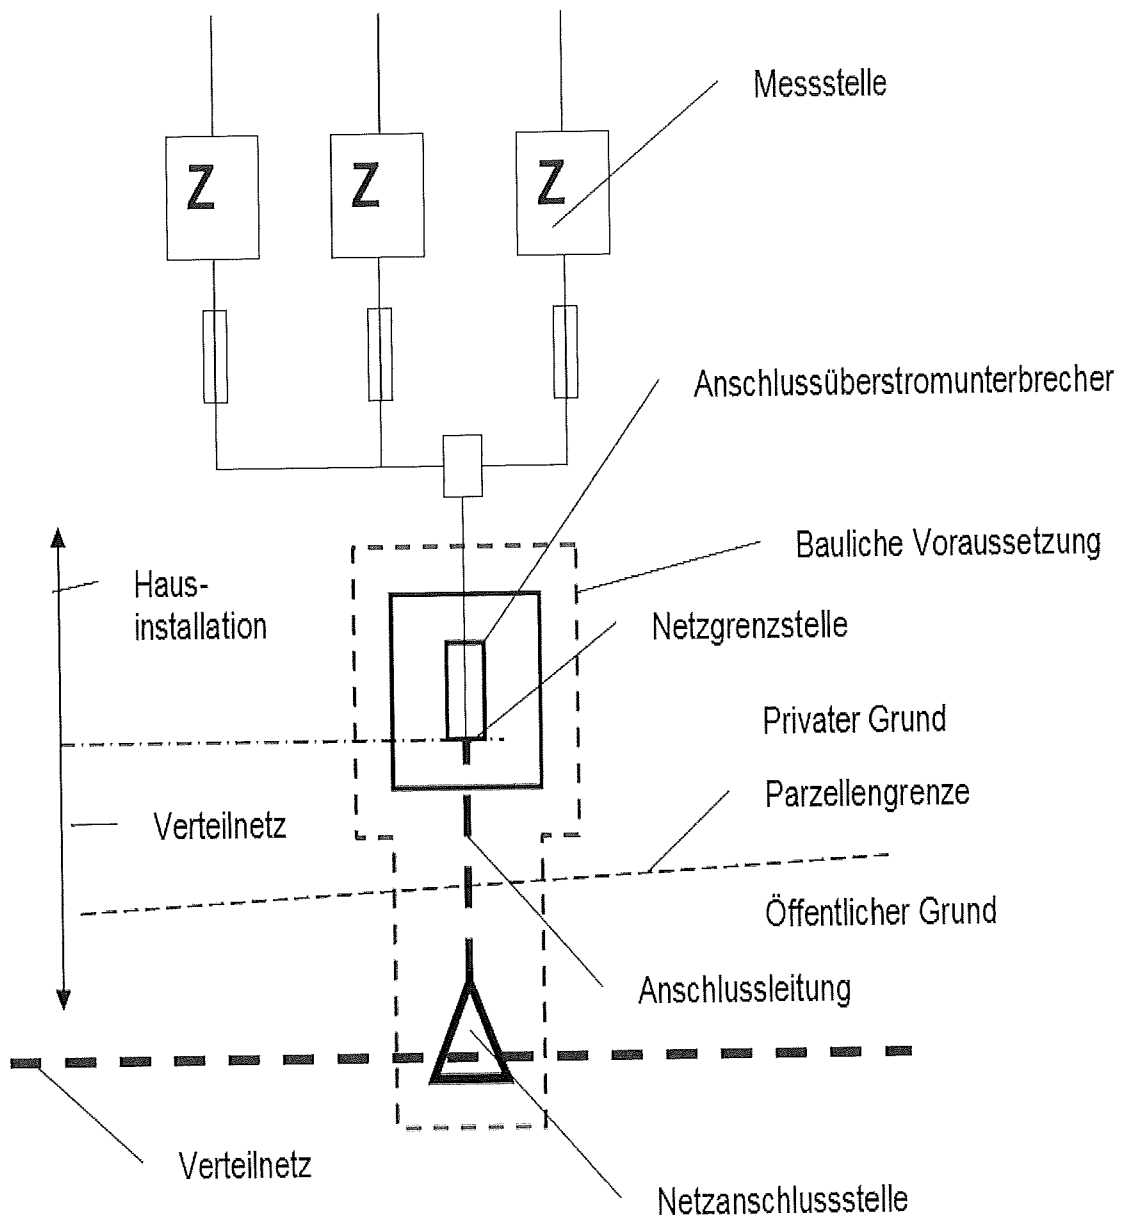 Messstelle
Z Z Z
Anschlussüberstromunterbrecher
Bauliche Voraussetzung
Haus-
installation
Netzgrenzstelle
Privater Grund
Parzellengrenze
Verteilnetz
Öffentlicher Grund
Anschlussleitung
Verteilnetz
Netzanschlussstelle